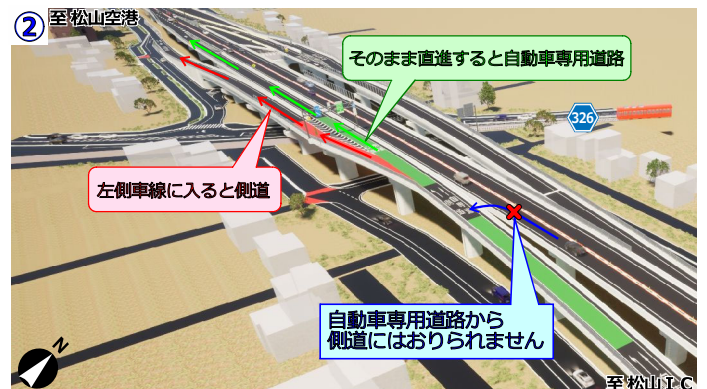 ②
至 松山空港
そのまま直進すると自動車専用道路
326
左側車線に入ると側道
自動車専用道路から
側道にはおりられません
N
至 松山ＩＣ